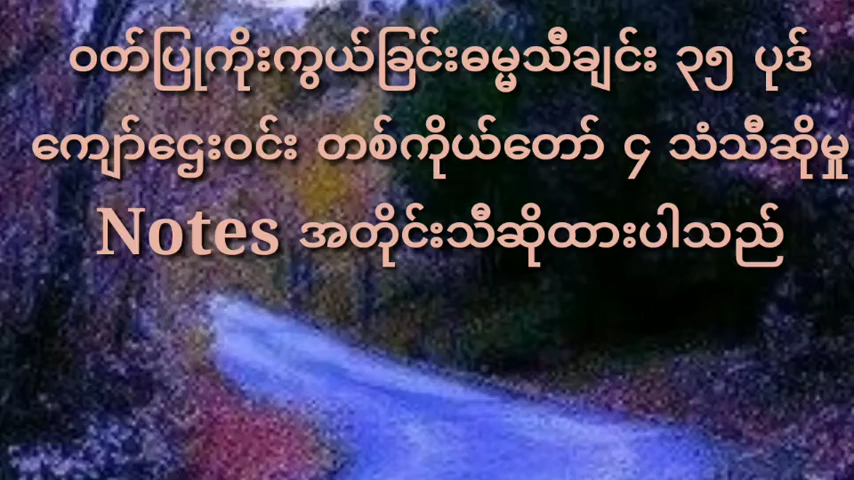 ဝတ်ပြုကိုးကွယ်ခြင်းဓမ္မသီချင်း ၃၅ ပုဒ်
ကျော်ဌေးဝင်း တစ်ကိုယ်တော် ၄ သံသီဆိုမှု
Notes အတိုင်းသီဆိုထားပါသည်